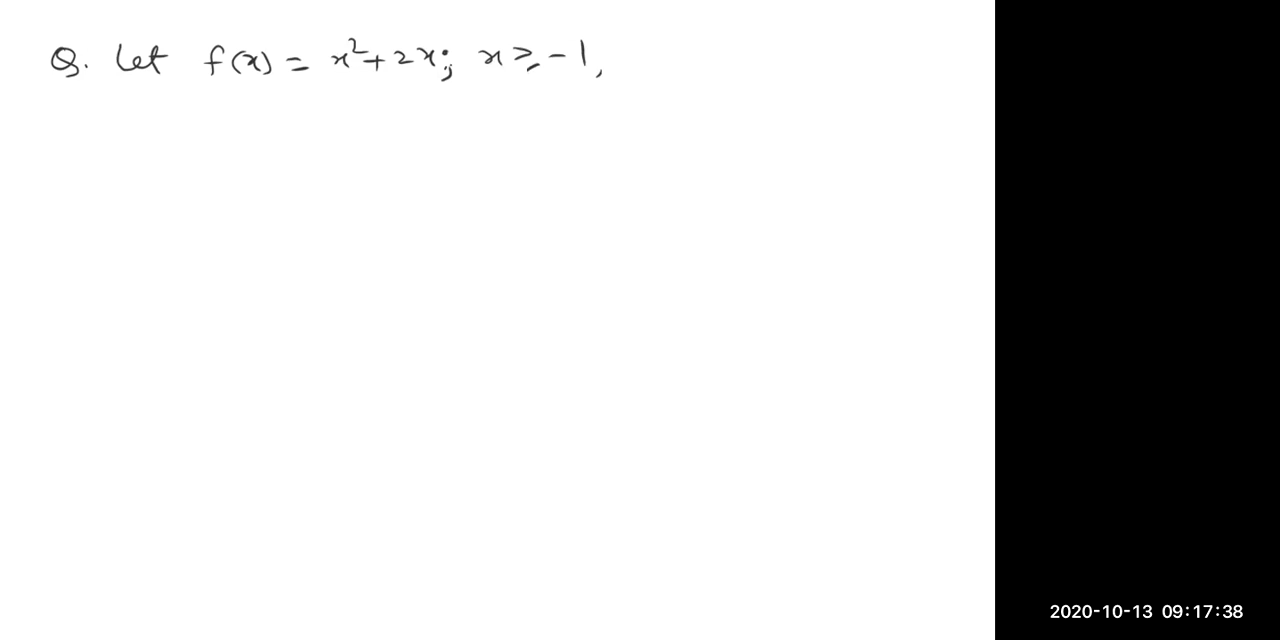 Q. Let f(x) = x²+2x; x ≥ -1,
2020-10-13 09:17:38